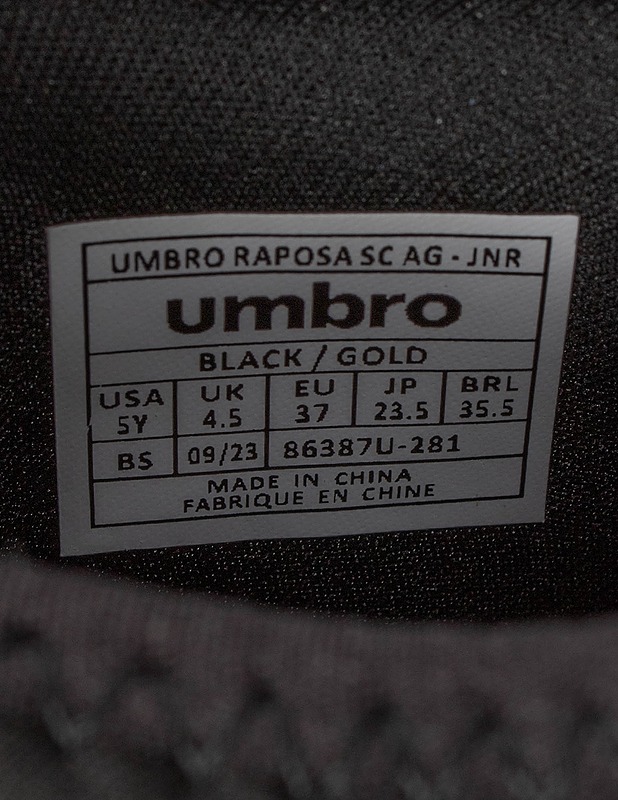 UMBRO RAPOSA SC AG - JNR
umbro
BLACK / GOLD
USA UK EU JP BRL
5Y 4.5 37 23.5 35.5
BS 09/23 86387U-281
MADE IN CHINA
FABRIQUE EN CHINE